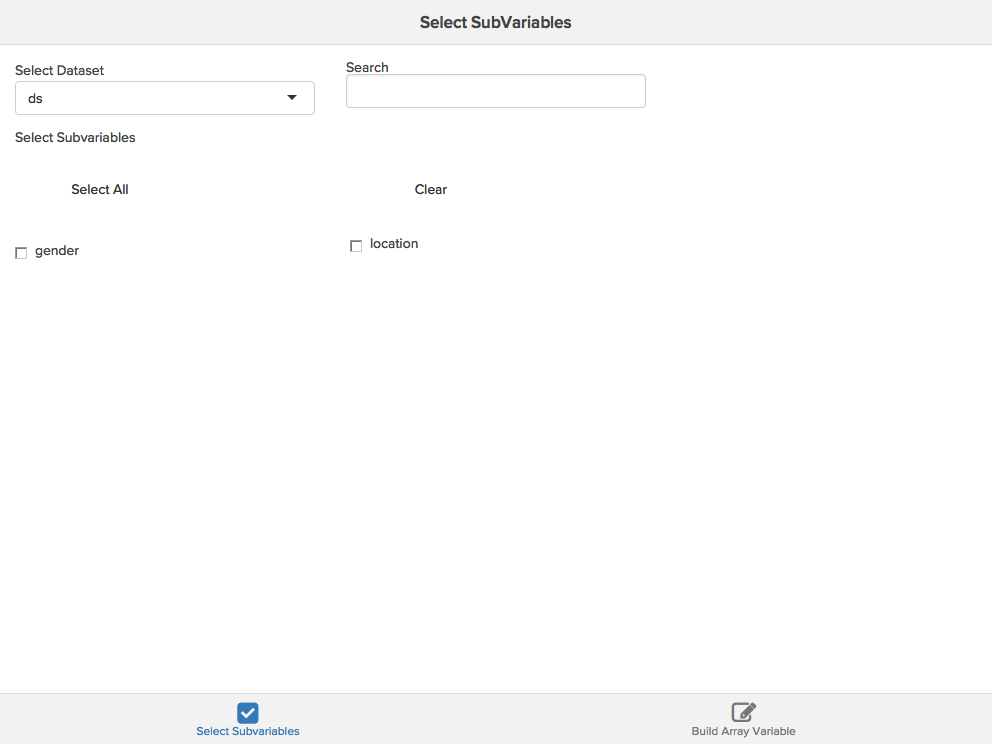 Select SubVariables
Select Dataset
Search
ds
Select Subvariables
Select All
Clear
gender
location
Select Subvariables
Build Array Variable